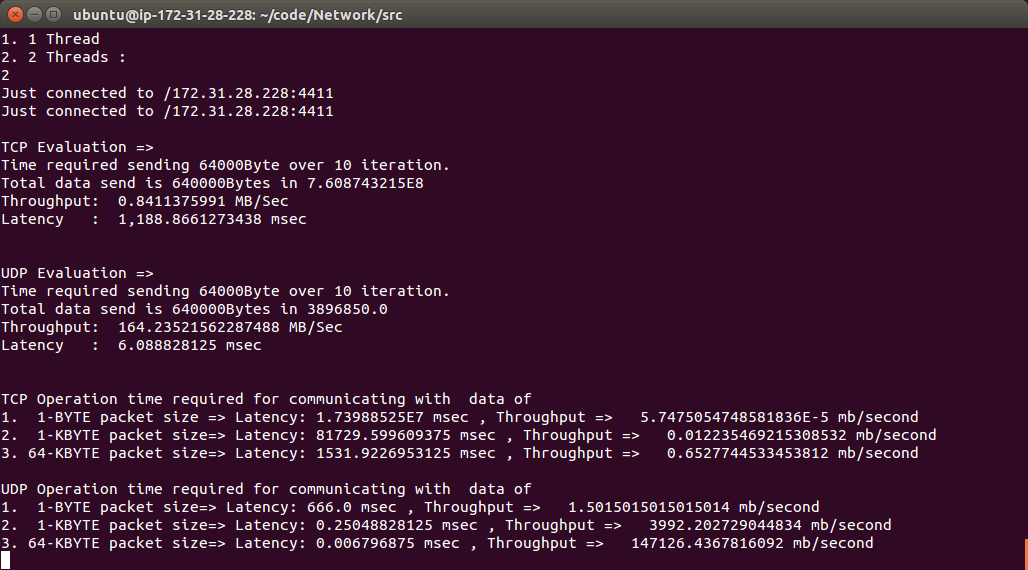 ubuntu@ip-172-31-28-228: ~/code/Network/src
1. 1 Thread
2. 2 Threads :
2
Just connected to /172.31.28.228:4411
Just connected to /172.31.28.228:4411
TCP Evaluation =>
Time required sending 64000Byte over 10 iteration.
Total data send is 640000Bytes in 7.608743215E8
Throughput:  0.8411375991 MB/Sec
Latency   :  1,188.8661273438 msec
UDP Evaluation =>
Time required sending 64000Byte over 10 iteration.
Total data send is 640000Bytes in 3896850.0
Throughput:  164.23521562287488 MB/Sec
Latency   :  6.088828125 msec
TCP Operation time required for communicating with  data of
1.  1-BYTE packet size => Latency: 1.73988525E7 msec , Throughput =>   5.7475054748581836E-5 mb/second
2.  1-KBYTE packet size=> Latency: 81729.599609375 msec , Throughput =>   0.012235469215308532 mb/second
3. 64-KBYTE packet size=> Latency: 1531.9226953125 msec , Throughput =>   0.6527744533453812 mb/second
UDP Operation time required for communicating with  data of
1.  1-BYTE packet size=> Latency: 666.0 msec , Throughput =>   1.5015015015015014 mb/second
2.  1-KBYTE packet size=> Latency: 0.25048828125 msec , Throughput =>   3992.202729044834 mb/second
3. 64-KBYTE packet size=> Latency: 0.006796875 msec , Throughput =>   147126.4367816092 mb/second